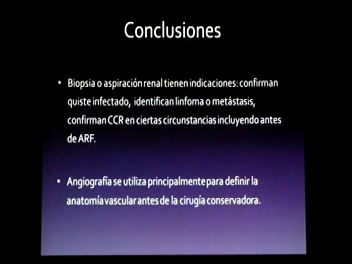 Conclusiones
• Biopsia o aspiración renal tienen indicaciones: confirman
quiste infectado, identifican linfoma o metástasis,
confirman CCR en ciertas circunstancias incluyendo antes
de ARF.
• Angiografía se utiliza principalmente para definir la
anatomía vascular antes de la cirugía conservadora.